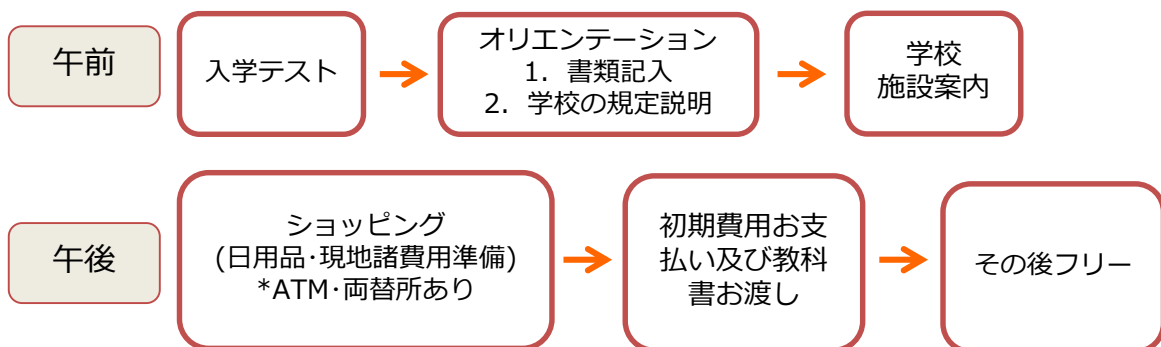 午前
入学テスト
オリエンテーション
1. 書類記入
2. 学校の規定説明
学校
施設案内
午後
ショッピング
(日用品･現地諸費用準備)
*ATM･両替所あり
初期費用お支
払い及び教科
書お渡し
その後フリー